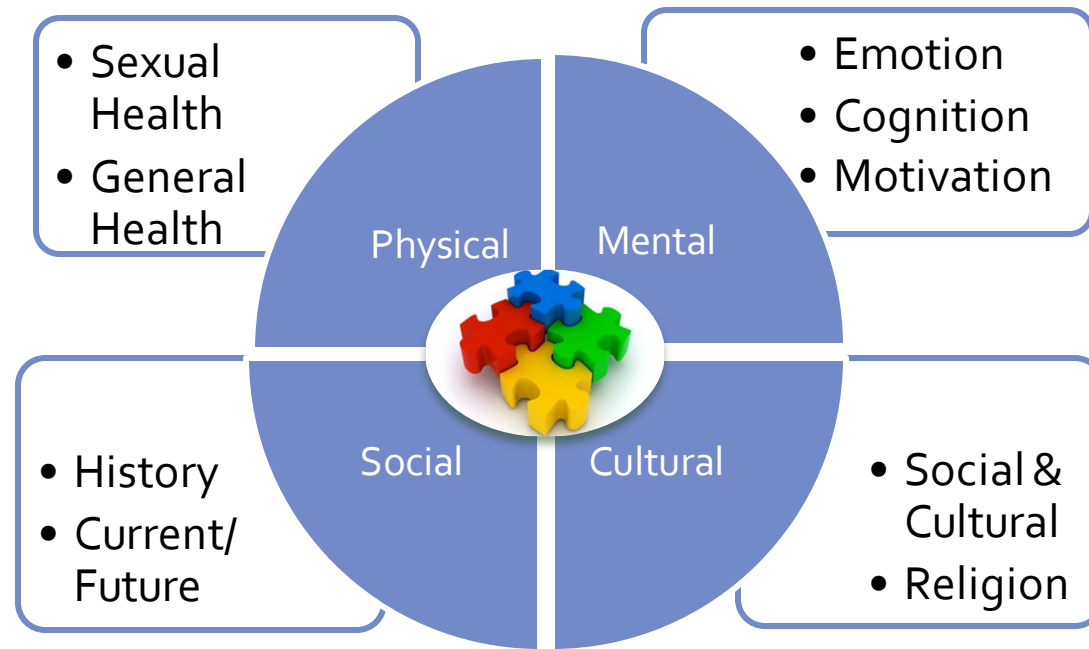 • Sexual
Health
• General
Health
• Emotion
• Cognition
• Motivation
Physical
Mental
Social
Cultural
• History
• Current/
Future
• Social &
Cultural
• Religion